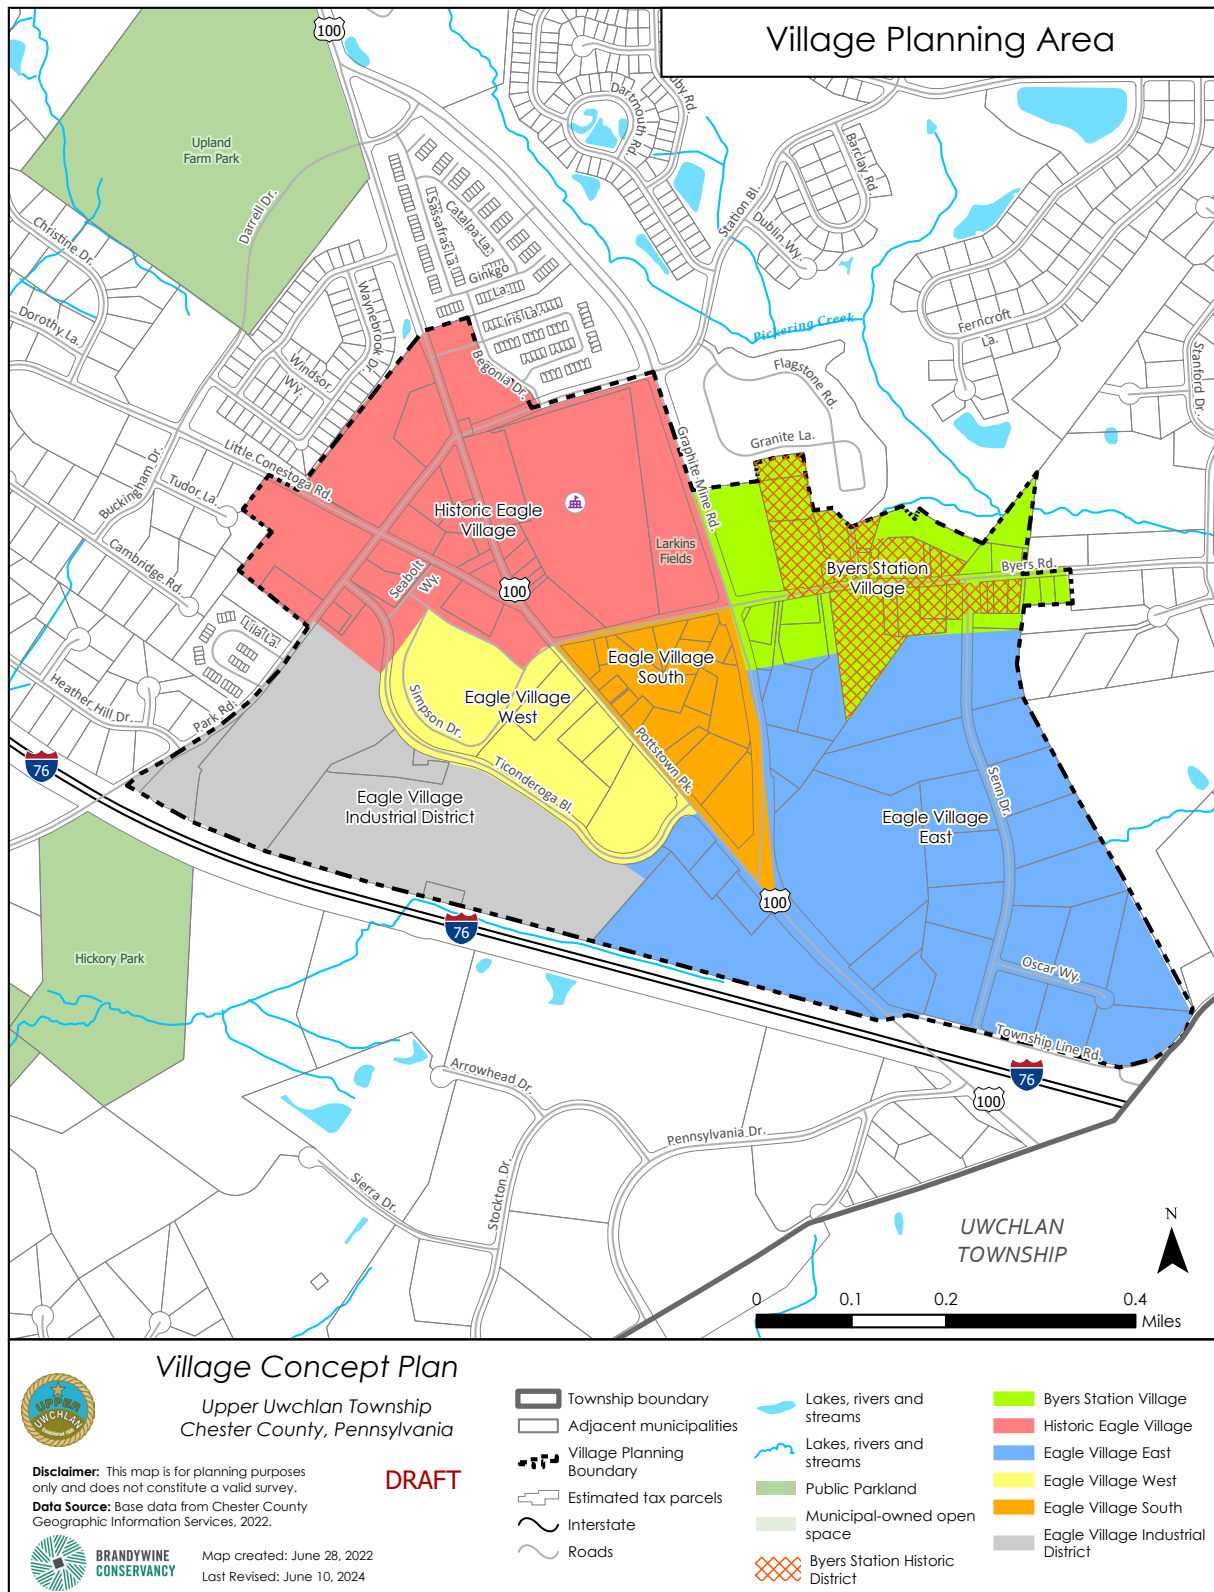 Village Planning Area
100
Upland
Farm Park
Darrell Dr.
Christine Dr.
Dorothy La.
Sassafras La.
Catalpa La.
Ginkgo
La.
Iris La.
Begonia Dr.
Waynebrook Dr.
Windsor
Wy.
Dartmouth Rd.
uby Rd.
Barclay Rd.
Station Bl.
Dublin Wy.
Pickering Creek
Ferncroft
La.
Stanford Dr.
Flagstone Rd.
Granite La.
Graphite Mine Rd.
Little Conestoga Rd.
Buckingham Dr.
Tudor La.
Cambridge Rd.
Lila La.
Heather Hill Dr.
Park Rd.
Historic Eagle
Village
Larkins
Fields
Seabolt
Wy.
100
Byers Station
Village
Byers Rd.
Eagle Village
South
Eagle Village
West
Simpson Dr.
Ticonderoga Bl.
Pottstown Pk.
Eagle Village
Industrial District
Eagle Village
East
Senn Dr.
Oscar Wy.
Township Line Rd.
76
76
76
100
100
Hickory Park
Arrowhead Dr.
Pennsylvania Dr.
Stockton Dr.
Sierra Dr.
UWCHLAN
TOWNSHIP
N
0 0.1 0.2 0.4
Miles
Village Concept Plan
Upper Uwchlan Township
Chester County, Pennsylvania
UPPER
UWCHLAN
Disclaimer: This map is for planning purposes
only and does not constitute a valid survey.
Data Source: Base data from Chester County
Geographic Information Services, 2022.
DRAFT
BRANDYWINE
CONSERVANCY
Map created: June 28, 2022
Last Revised: June 10, 2024
Township boundary
Adjacent municipalities
Village Planning
Boundary
Estimated tax parcels
Interstate
Roads
Lakes, rivers and
streams
Lakes, rivers and
streams
Public Parkland
Municipal-owned open
space
Byers Station Historic
District
Byers Station Village
Historic Eagle Village
Eagle Village East
Eagle Village West
Eagle Village South
Eagle Village Industrial
District